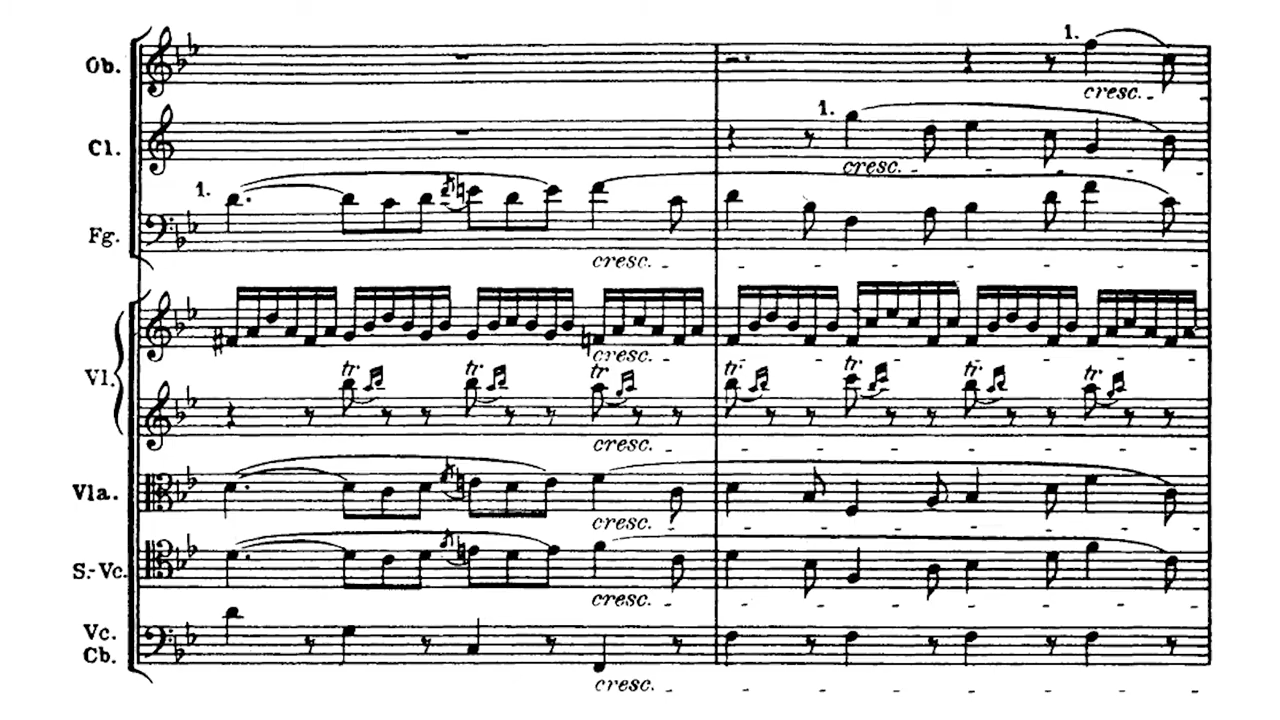 1.
Ob.
cresc.
1.
Cl.
cresc.
1.
Fg.
cresc.
cresc.
Vl.
tr. tr. tr. tr. tr. tr. tr.
cresc.
Vla.
cresc.
S.-Vc.
cresc.
Vc.
Cb.
cresc.